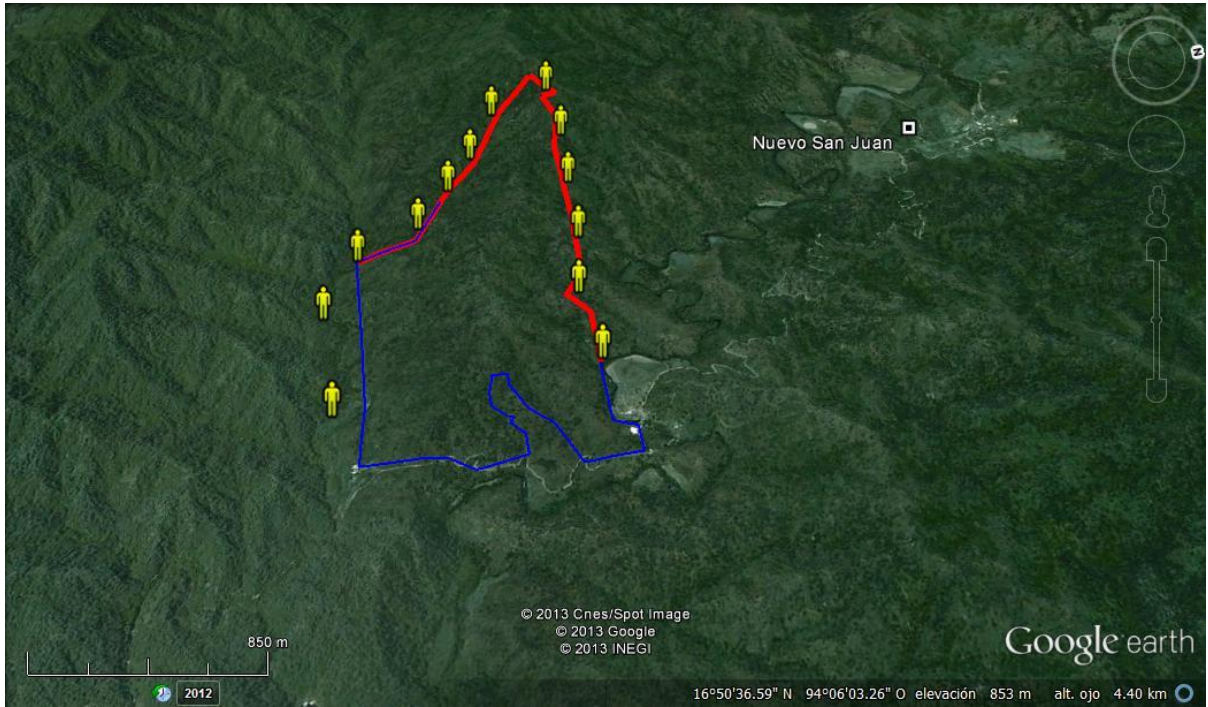 N
Nuevo San Juan
© 2013 Cnes/Spot Image
© 2013 Google
© 2013 INEGI
850 m
Google earth
2012
16°50'36.59" N 94°06'03.26" O elevación 853 m alt. ojo 4.40 km